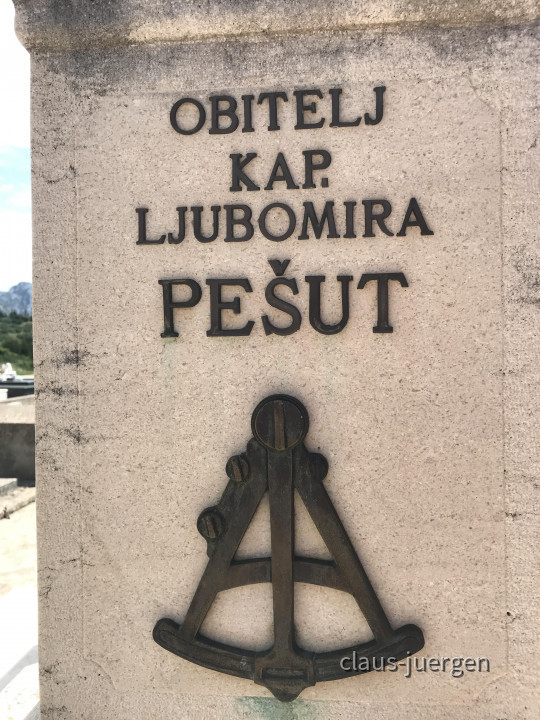 OBITELJ
KAP.
LJUBOMIRA
PEŠUT
claus-juergen